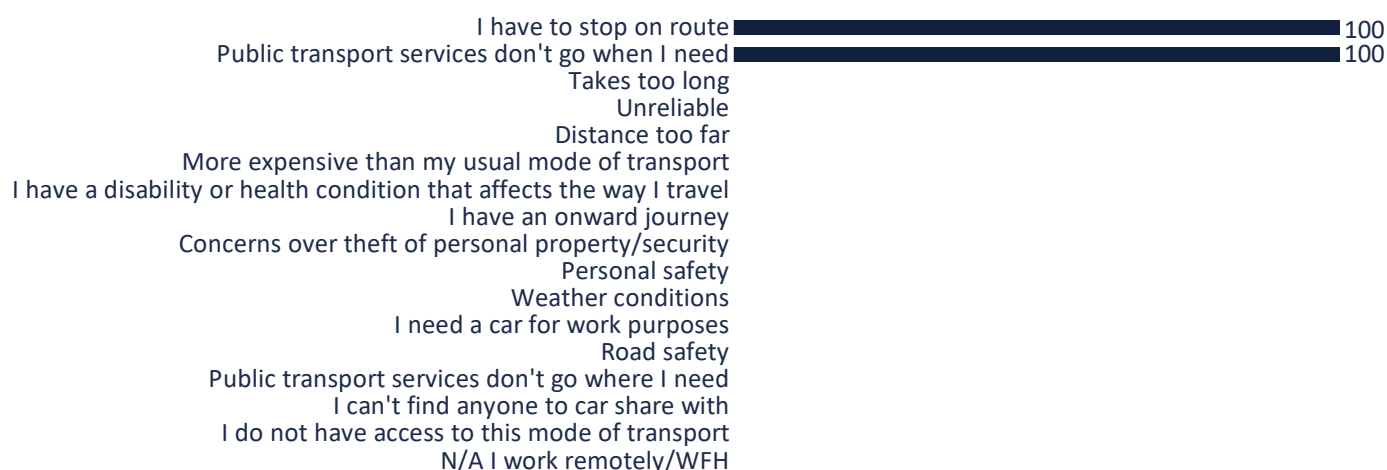 I have to stop on route 100
Public transport services don't go when I need 100
Takes too long
Unreliable
Distance too far
More expensive than my usual mode of transport
I have a disability or health condition that affects the way I travel
I have an onward journey
Concerns over theft of personal property/security
Personal safety
Weather conditions
I need a car for work purposes
Road safety
Public transport services don't go where I need
I can't find anyone to car share with
I do not have access to this mode of transport
N/A I work remotely/WFH